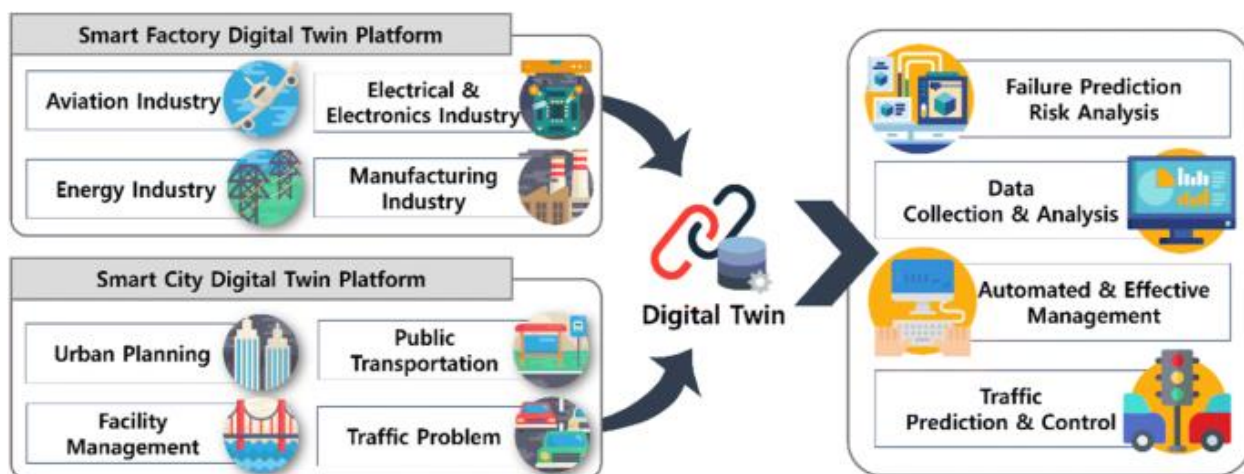 Smart Factory Digital Twin Platform
Aviation Industry
Electrical &
Electronics Industry
Energy Industry
Manufacturing
Industry
Smart City Digital Twin Platform
Urban Planning
Public
Transportation
Facility
Management
Traffic Problem
Digital Twin
Failure Prediction
Risk Analysis
Data
Collection & Analysis
Automated & Effective
Management
Traffic
Prediction & Control